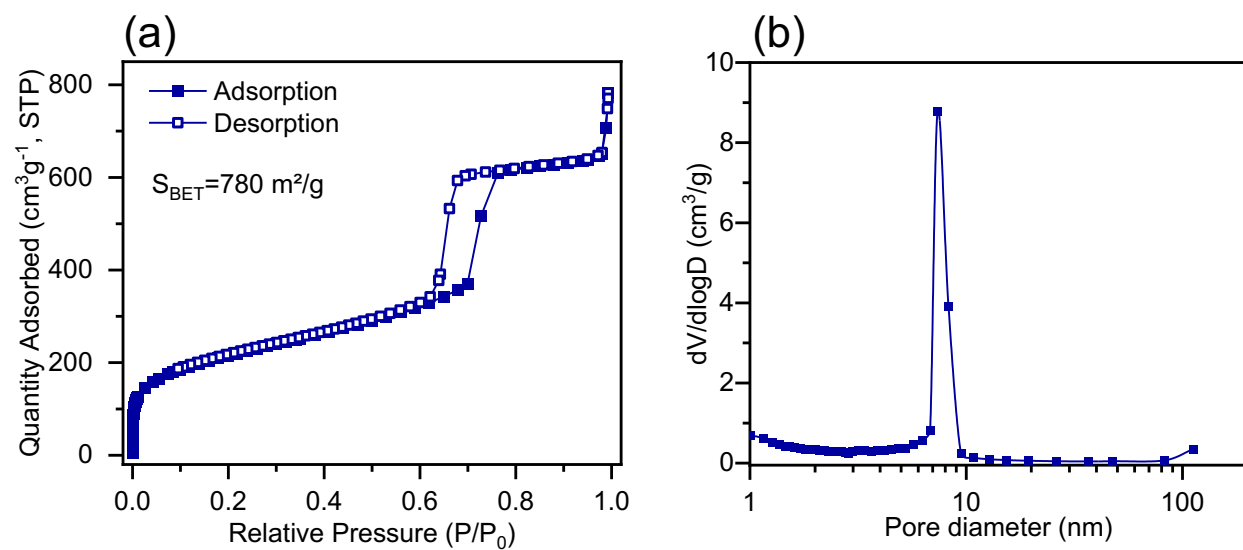 (a)
Quantity Adsorbed (cm³g⁻¹, STP)
800
600
400
200
0
Adsorption
Desorption
S_BET=780 m²/g
0.0 0.2 0.4 0.6 0.8 1.0
Relative Pressure (P/P₀)
(b)
dV/dlogD (cm³/g)
10
8
6
4
2
0
1 10 100
Pore diameter (nm)